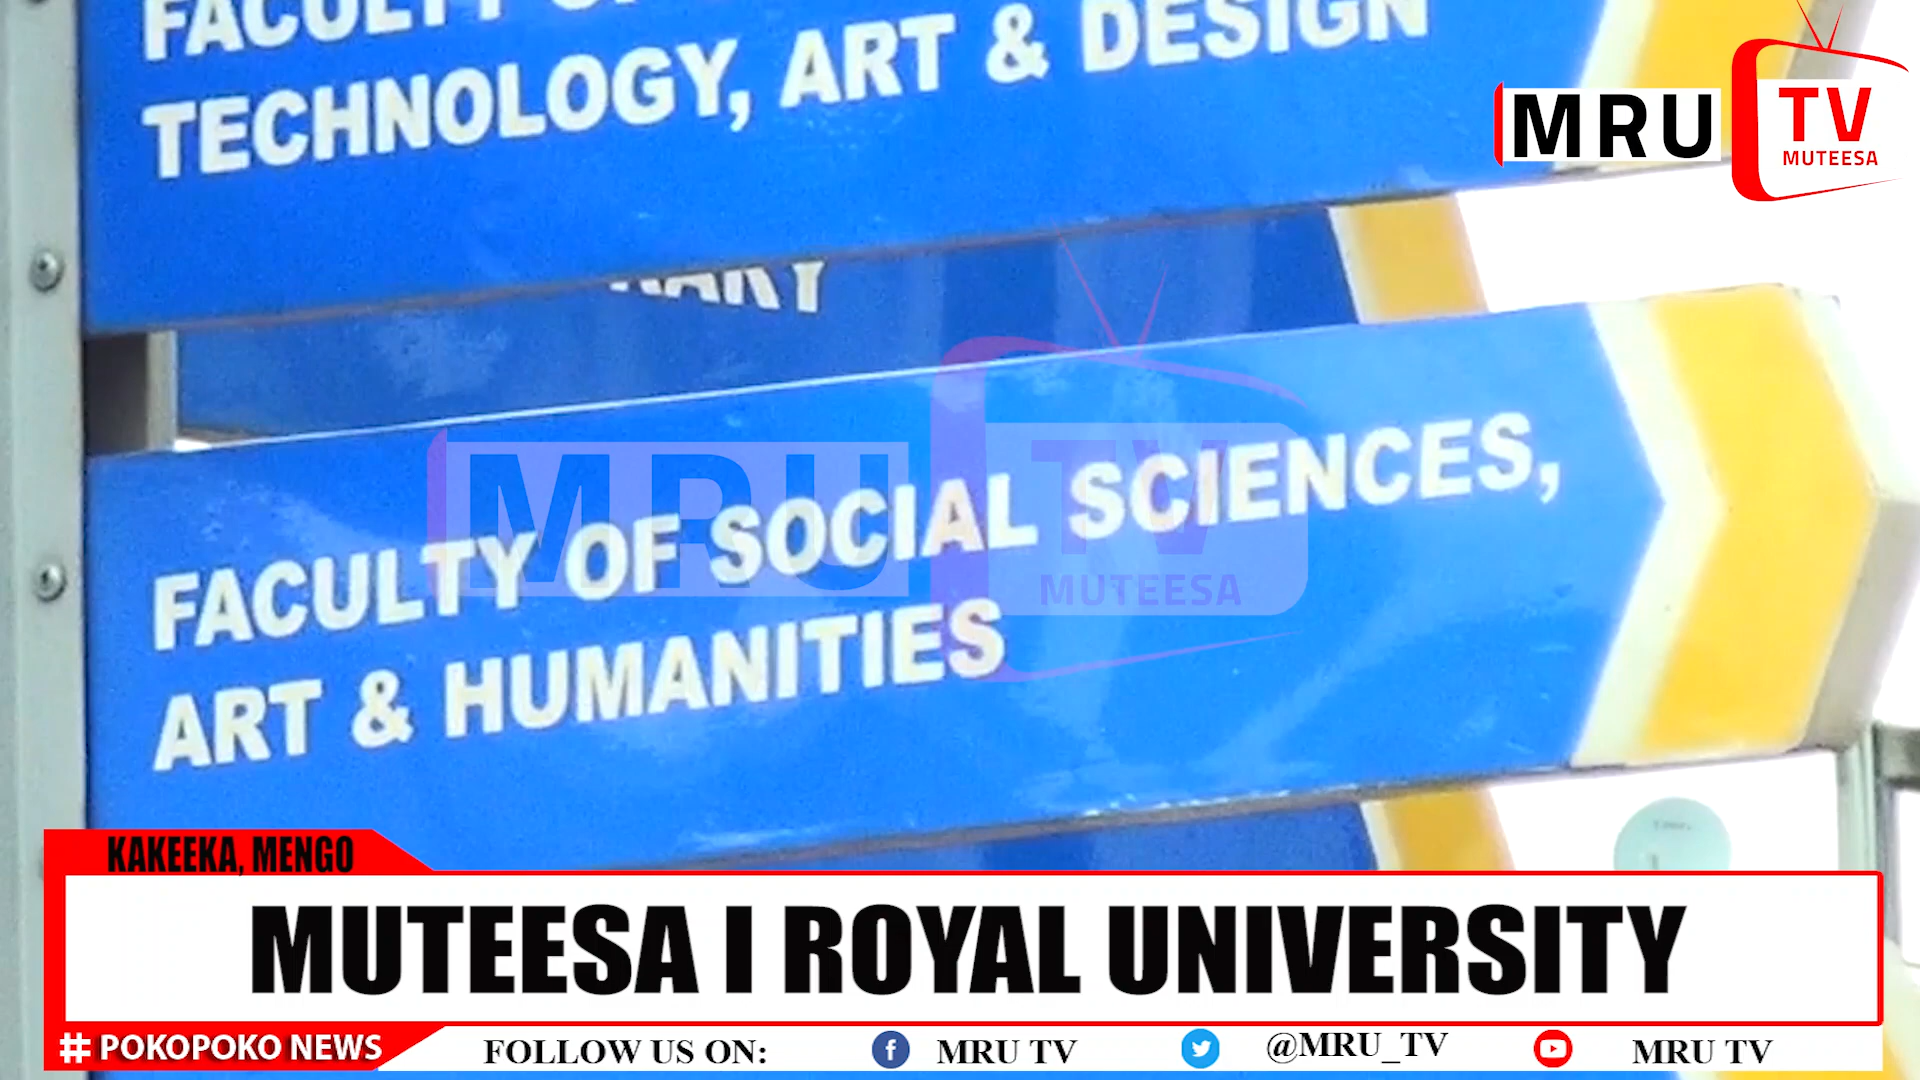 FACULTY
TECHNOLOGY, ART & DESIGN
MRU
TV
MUTEESA
FACULTY OF SOCIAL SCIENCES,
ART & HUMANITIES
MRU
TV
MUTEESA
KAKEEKA, MENGO
MUTEESA I ROYAL UNIVERSITY
# POKOPOKO NEWS
FOLLOW US ON:
MRU TV
@MRU_TV
MRU TV